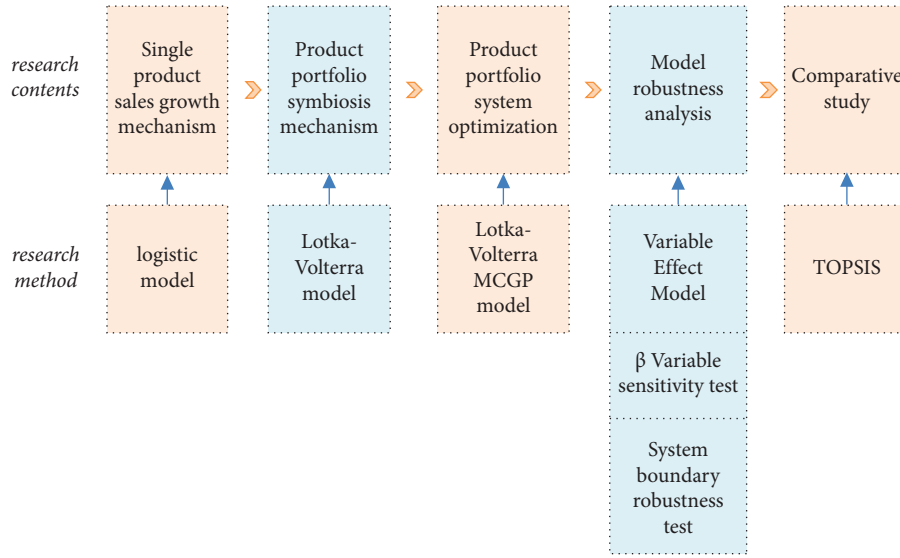 research
contents
Single
product
sales growth
mechanism
Product
portfolio
symbiosis
mechanism
Product
portfolio
system
optimization
Model
robustness
analysis
Comparative
study
research
method
logistic
model
Lotka-
Volterra
model
Lotka-
Volterra
MCGP
model
Variable
Effect
Model
β Variable
sensitivity test
System
boundary
robustness
test
TOPSIS